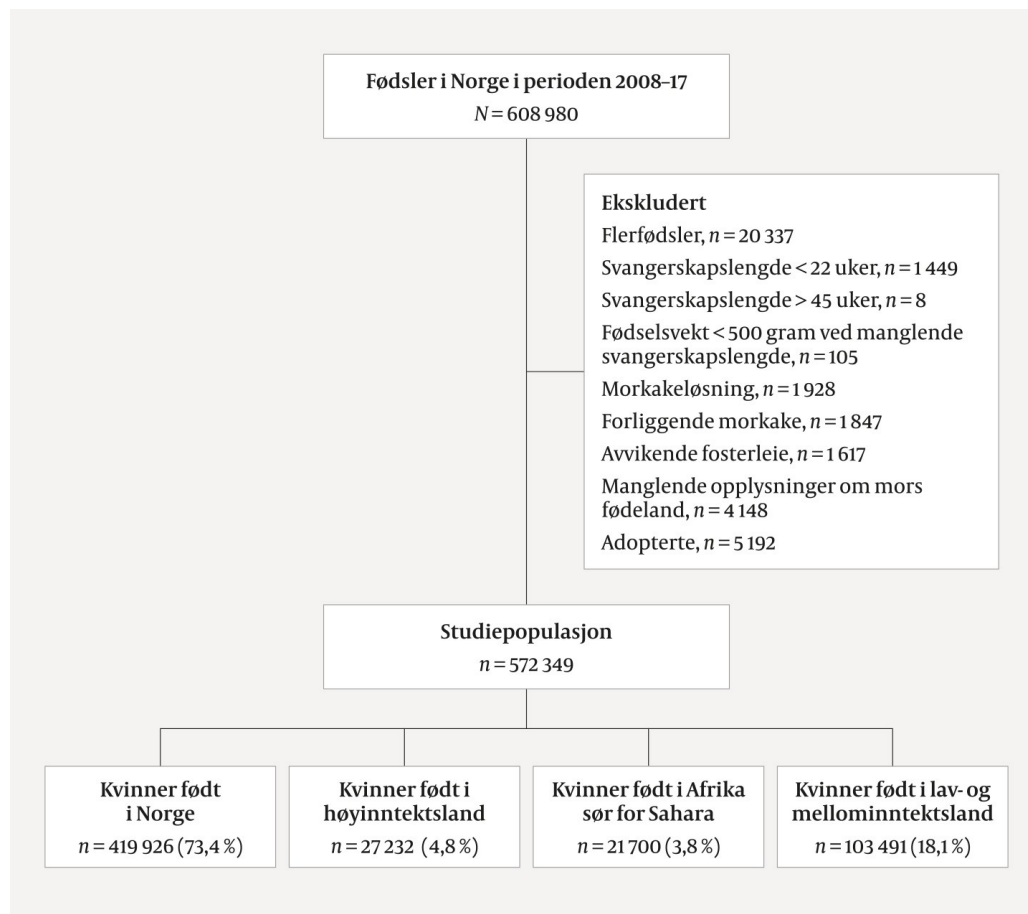 Fødsler i Norge i perioden 2008–17
N = 608 980
Ekskludert
Flerfødsler, n = 20 337
Svangerskapslengde < 22 uker, n = 1 449
Svangerskapslengde > 45 uker, n = 8
Fødselsvekt < 500 gram ved manglende
svangerskapslengde, n = 105
Morkakeløsning, n = 1 928
Forliggende morkake, n = 1 847
Avvikende fosterleie, n = 1 617
Manglende opplysninger om mors
fødeland, n = 4 148
Adopterte, n = 5 192
Studiepopulasjon
n = 572 349
Kvinner født
i Norge
n = 419 926 (73,4 %)
Kvinner født i
høyinntektsland
n = 27 232 (4,8 %)
Kvinner født i Afrika
sør for Sahara
n = 21 700 (3,8 %)
Kvinner født i lav- og
mellominntektsland
n = 103 491 (18,1 %)